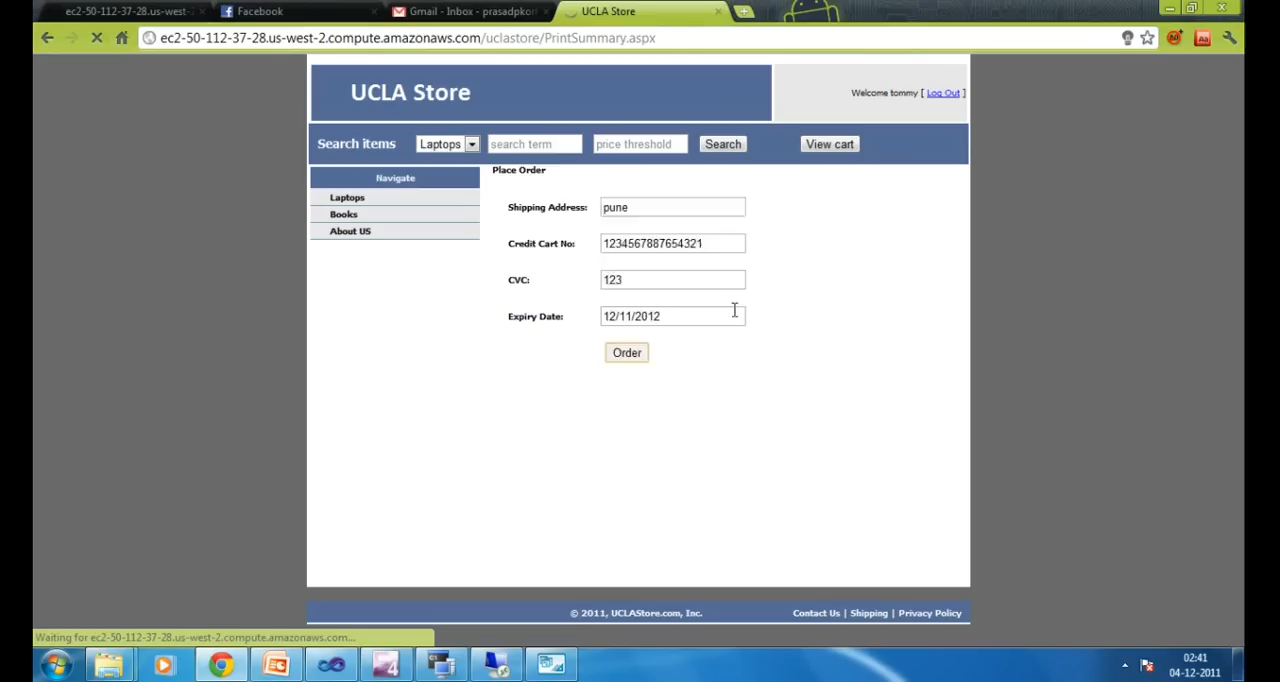 ec2-50-112-37-28.us-west-
Facebook
Gmail - Inbox - prasadpkor
UCLA Store
ec2-50-112-37-28.us-west-2.compute.amazonaws.com/uclastore/PrintSummary.aspx
UCLA Store
Welcome tommy [ Log Out ]
Search items Laptops search term price threshold Search View cart
Navigate
Laptops
Books
About US
Place Order
Shipping Address: pune
Credit Cart No: 1234567887654321
CVC: 123
Expiry Date: 12/11/2012
Order
© 2011, UCLAStore.com, Inc.
Contact Us | Shipping | Privacy Policy
Waiting for ec2-50-112-37-28.us-west-2.compute.amazonaws.com...
02:41
04-12-2011